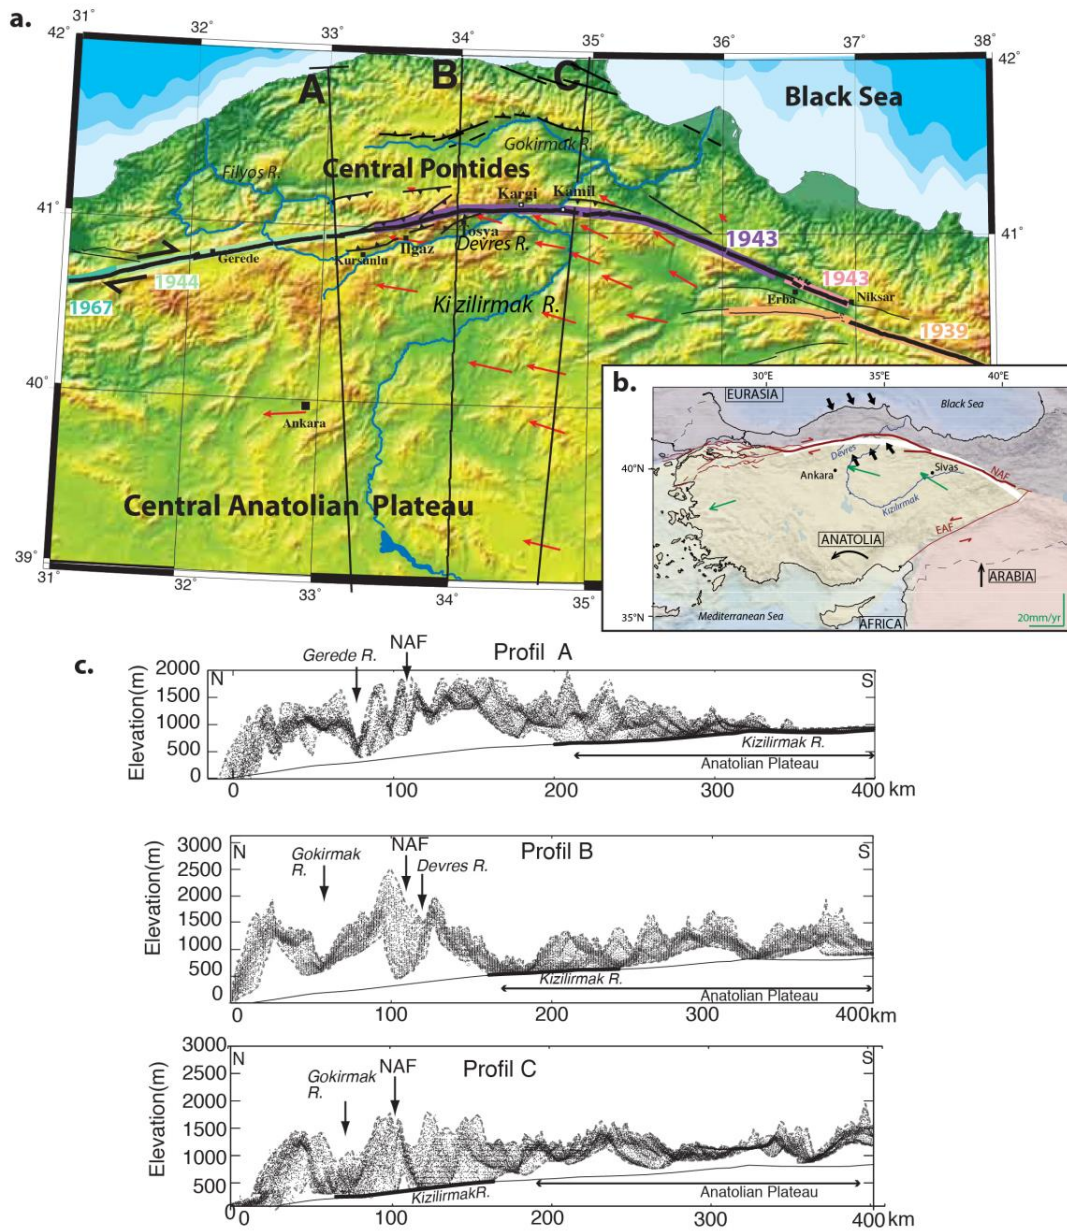 a.
31° 32° 33° 34° 35° 36° 37° 38°
42° 42°
A B C
Black Sea
Gokirmak R.
Filyos R.
Central Pontides
Kargi Kamil
41° 41°
Tosya
Ilgaz Devres R.
Gerede Kursunlu
1943
1944
1943
1967
Erba Niksar
Kizilirmak R.
1939
40°
Ankara
Central Anatolian Plateau
39°
31 32° 33° 34° 35°
b.
30°E 35°E 40°E
EURASIA
Black Sea
Devres
40°N
Ankara Sivas
NAF
Kizilirmak
EAF
ANATOLIA
ARABIA
35°N
Mediterranean Sea
AFRICA
20mm/yr
c.
Profil A
N S
Gerede R. NAF
Elevation(m)
2000
1500
1000
500
0
Kizilirmak R.
Anatolian Plateau
0 100 200 300 400 km
Profil B
N S
Gokirmak
R.
NAF
Devres R.
Elevation(m)
3000
2500
2000
1500
1000
500
0
Kizilirmak R.
Anatolian Plateau
0 100 200 300 400km
Profil C
N S
Gokirmak
R.
NAF
Elevation(m)
3000
2500
2000
1500
1000
500
0
KizilirmakR.
Anatolian Plateau
0 100 200 300 400 km